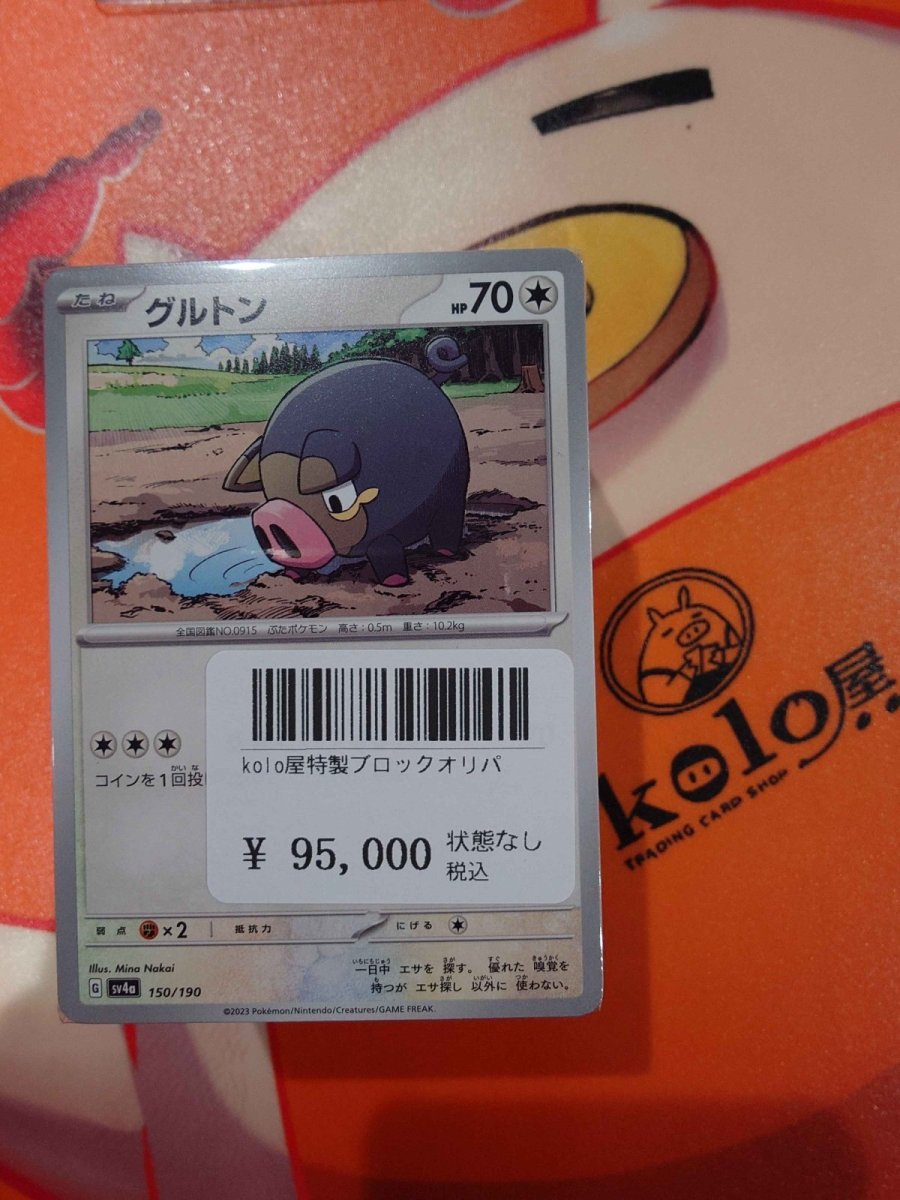 たね グルトン HP70
全国図鑑NO.0915 ぶたポケモン 高さ:0.5m 重さ:10.2kg
コインを1回投
kolo屋特製ブロックオリパ
¥ 95,000 状態なし
税込
弱点 ×2 抵抗力 にげる
Illus. Mina Nakai
一日中 エサを 探す。 優れた 嗅覚を
持つが エサ探し 以外に 使わない。
G SV4a 150/190
©2023 Pokémon/Nintendo/Creatures/GAME FREAK.
kolo屋
TRADING CARD SHOP